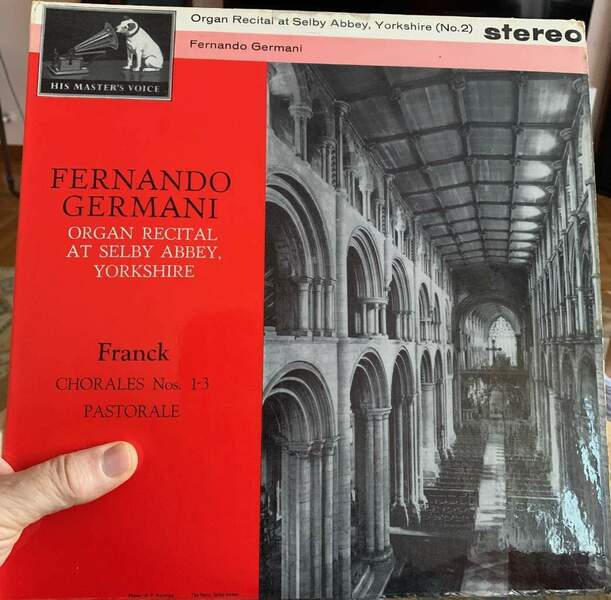 Organ Recital at Selby Abbey, Yorkshire (No.2) stereo
Fernando Germani
HIS MASTER'S VOICE
FERNANDO
GERMANI
ORGAN RECITAL
AT SELBY ABBEY,
YORKSHIRE
Franck
CHORALES Nos. 1-3
PASTORALE